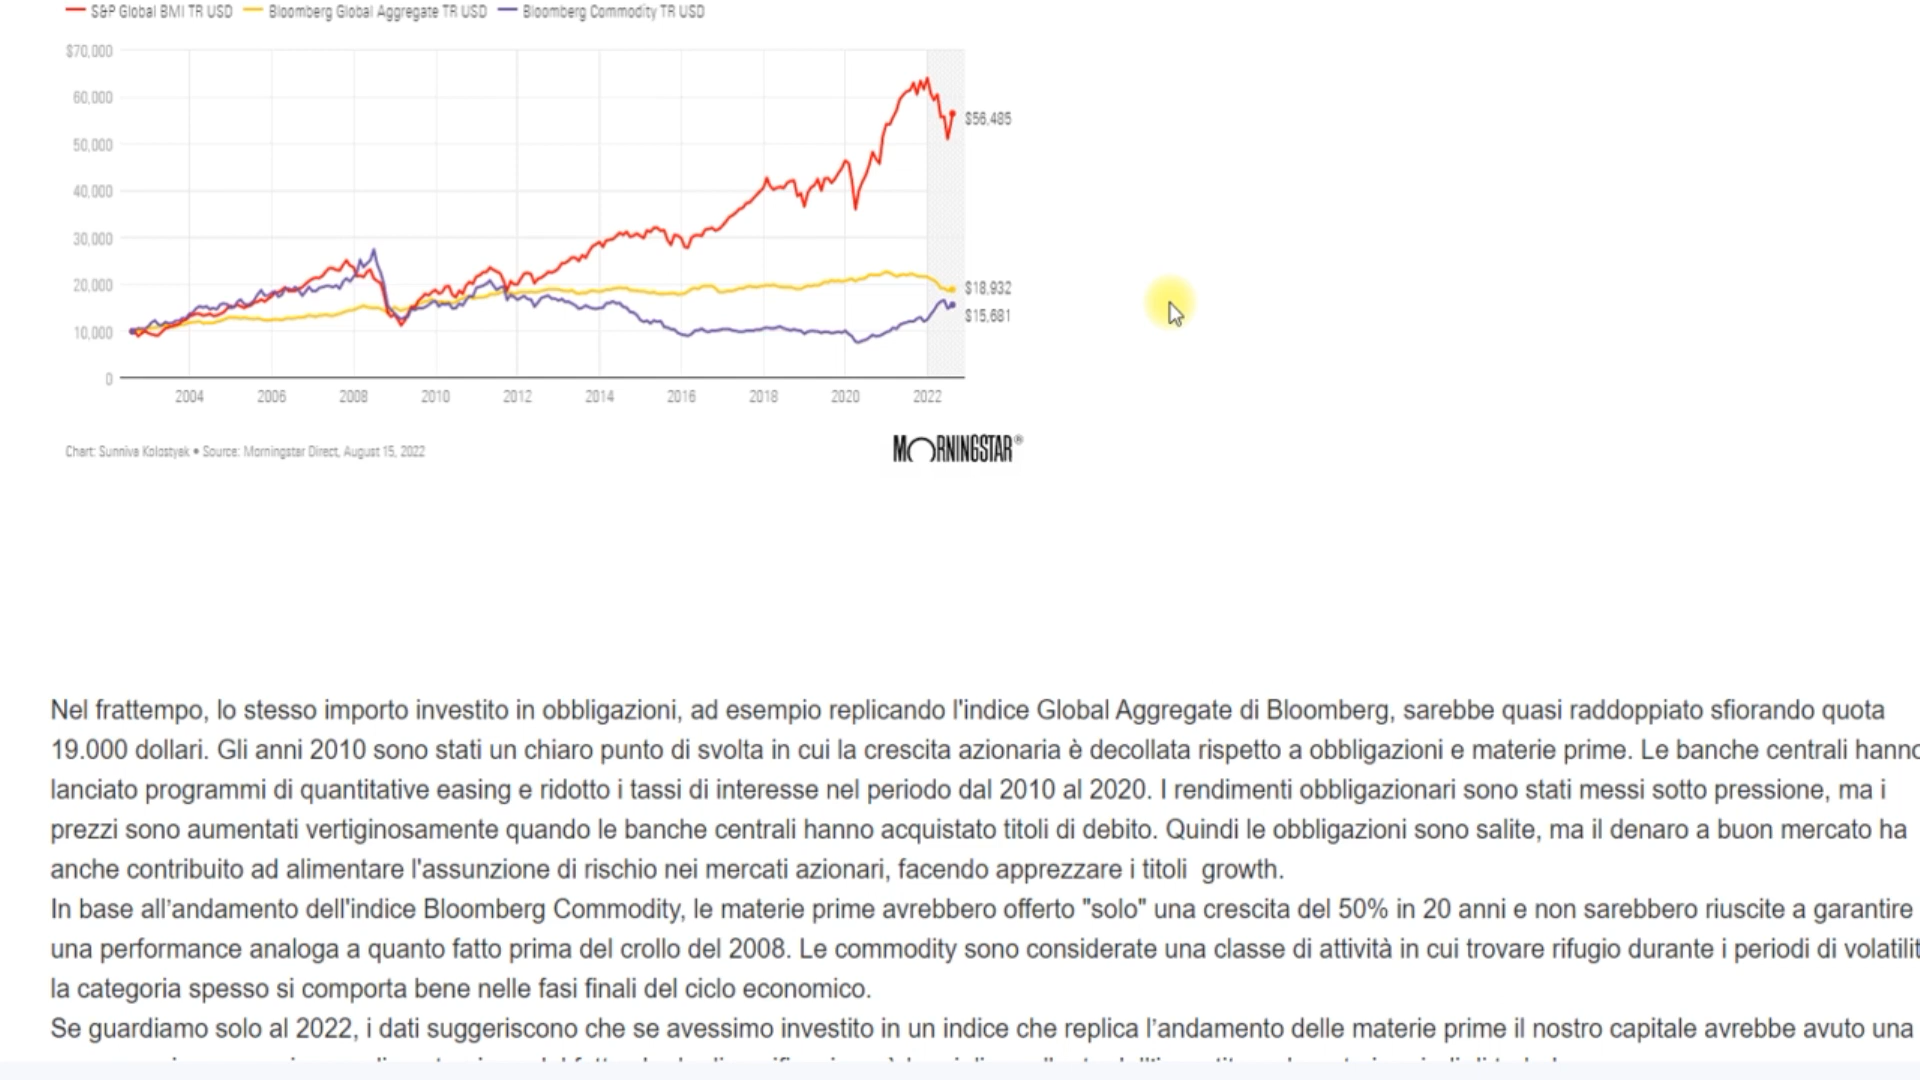 S&P Global BMI TR USD Bloomberg Global Aggregate TR USD Bloomberg Commodity TR USD
$70,000
60,000
50,000
40,000
30,000
20,000
10,000
0
$56,485
$18,932
$15,681
2004 2006 2008 2010 2012 2014 2016 2018 2020 2022
Chart: Sunniva Kolostyak • Source: Morningstar Direct, August 15, 2022
MORNINGSTAR®
Nel frattempo, lo stesso importo investito in obbligazioni, ad esempio replicando l'indice Global Aggregate di Bloomberg, sarebbe quasi raddoppiato sfiorando quota
19.000 dollari. Gli anni 2010 sono stati un chiaro punto di svolta in cui la crescita azionaria è decollata rispetto a obbligazioni e materie prime. Le banche centrali hanno
lanciato programmi di quantitative easing e ridotto i tassi di interesse nel periodo dal 2010 al 2020. I rendimenti obbligazionari sono stati messi sotto pressione, ma i
prezzi sono aumentati vertiginosamente quando le banche centrali hanno acquistato titoli di debito. Quindi le obbligazioni sono salite, ma il denaro a buon mercato ha
anche contribuito ad alimentare l'assunzione di rischio nei mercati azionari, facendo apprezzare i titoli growth.
In base all’andamento dell'indice Bloomberg Commodity, le materie prime avrebbero offerto "solo" una crescita del 50% in 20 anni e non sarebbero riuscite a garantire
una performance analoga a quanto fatto prima del crollo del 2008. Le commodity sono considerate una classe di attività in cui trovare rifugio durante i periodi di volatilit
la categoria spesso si comporta bene nelle fasi finali del ciclo economico.
Se guardiamo solo al 2022, i dati suggeriscono che se avessimo investito in un indice che replica l’andamento delle materie prime il nostro capitale avrebbe avuto una